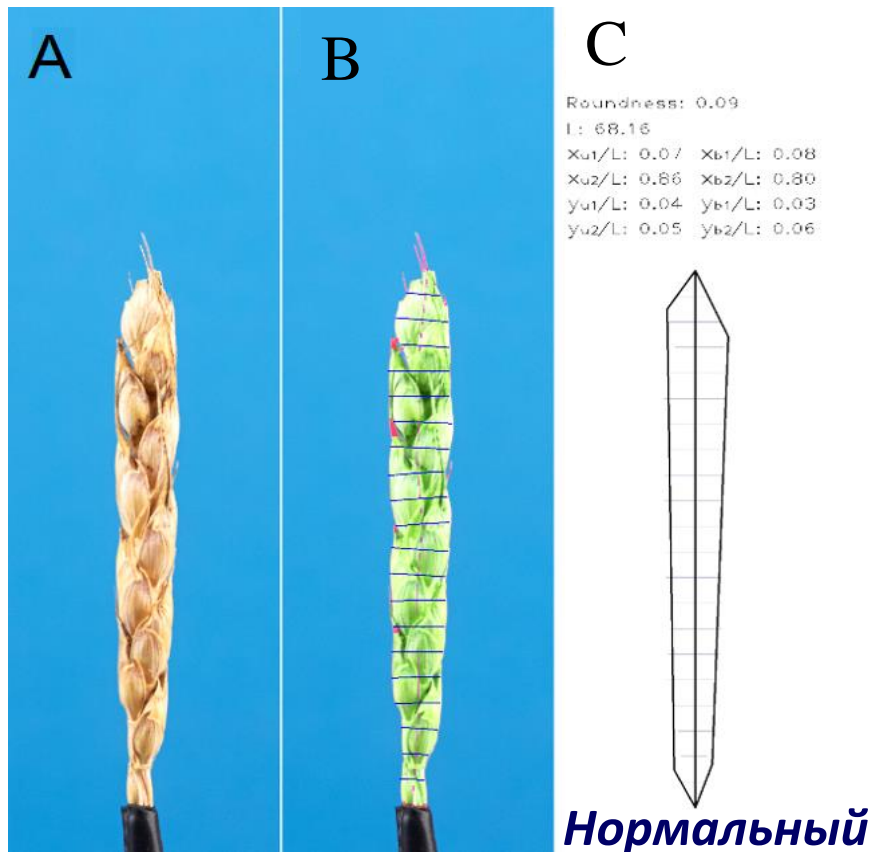 A
B
C
Roundness: 0.09
L: 68.16
xu1/L: 0.07 xb1/L: 0.08
xu2/L: 0.86 xb2/L: 0.80
yu1/L: 0.04 yb1/L: 0.03
yu2/L: 0.05 yb2/L: 0.06
Нормальный